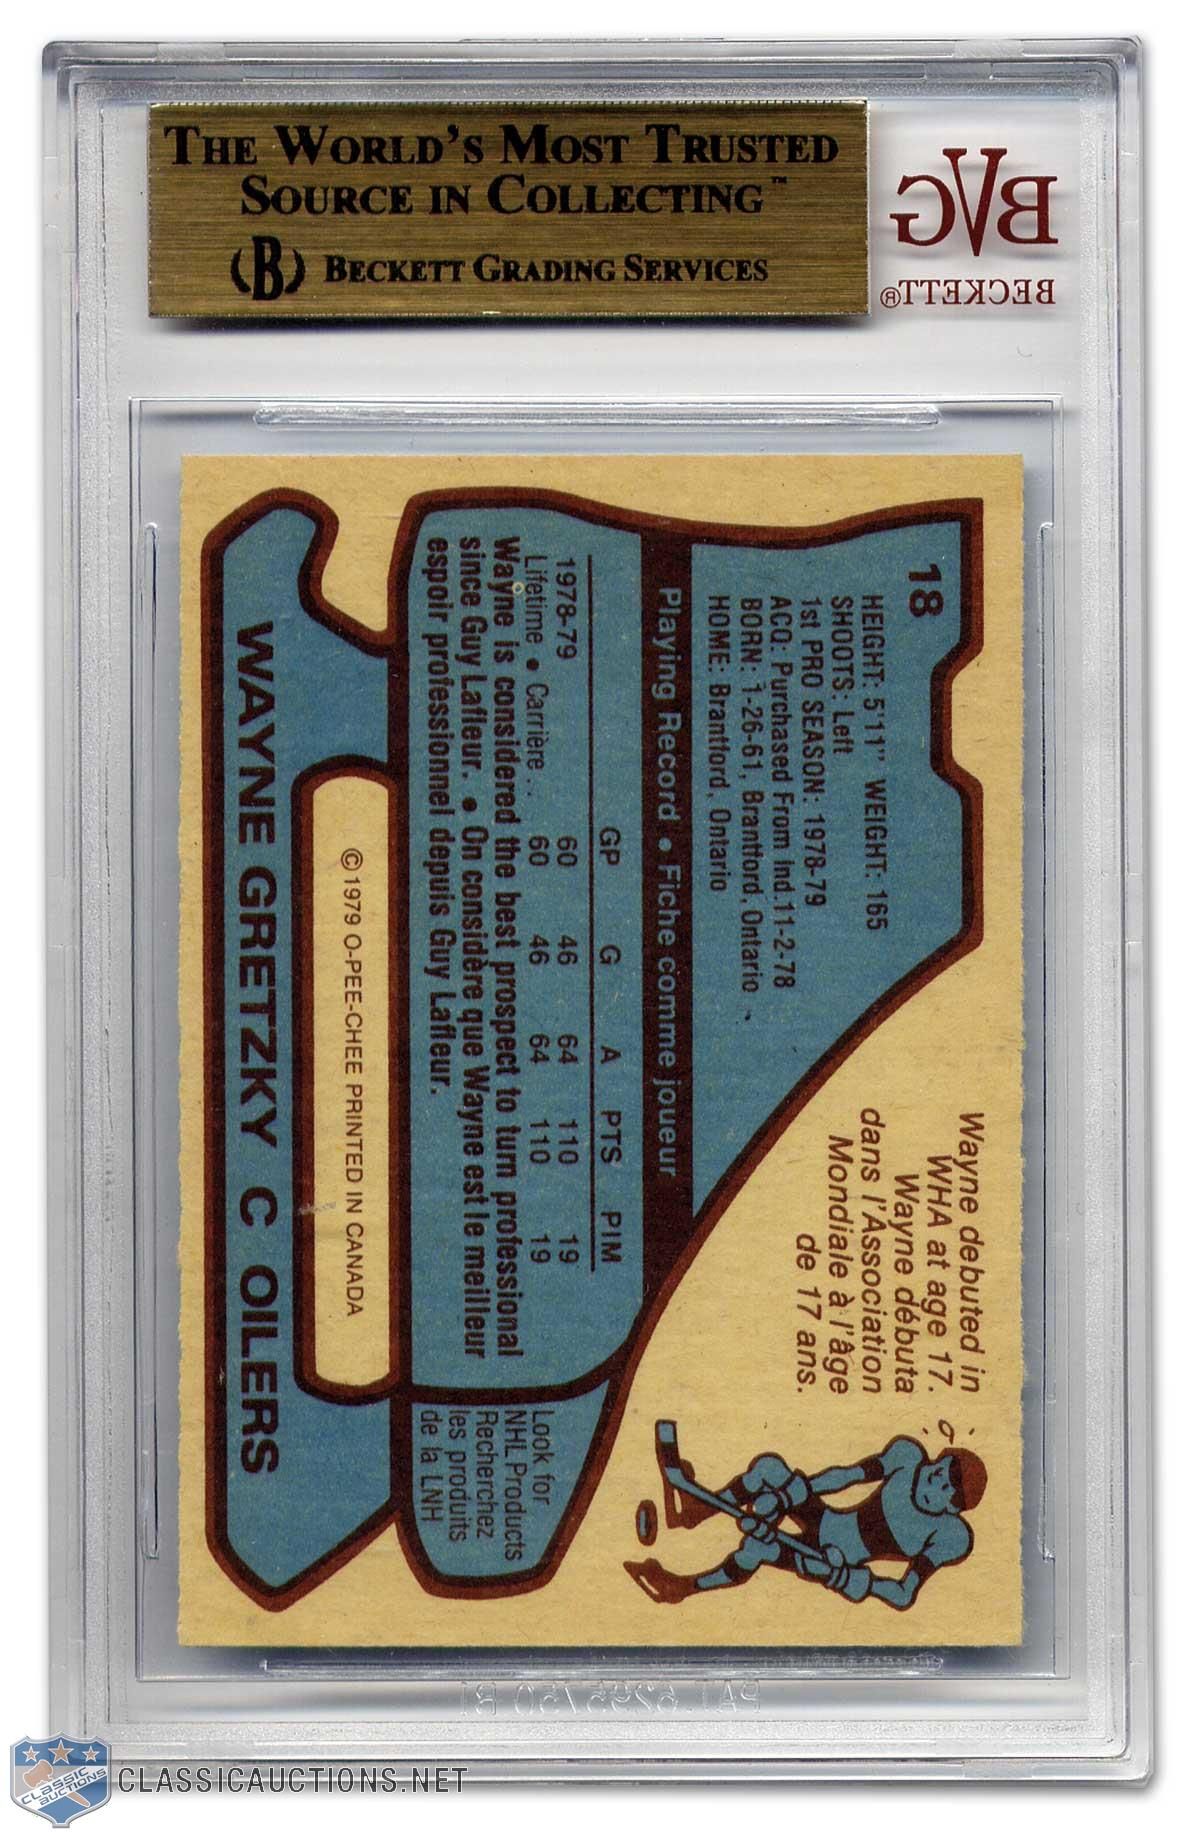 THE WORLD'S MOST TRUSTED
SOURCE IN COLLECTING™
(B) BECKETT GRADING SERVICES
BVG
BECKETT®
18
HEIGHT: 5'11" WEIGHT: 165
SHOOTS: Left
1st PRO SEASON: 1978-79
ACQ: Purchased From Ind.11-2-78
BORN: 1-26-61, Brantford, Ontario
HOME: Brantford, Ontario
Wayne debuted in
WHA at age 17.
Wayne débuta
dans l'Association
Mondiale à l'âge
de 17 ans.
Playing Record • Fiche comme joueur
GP G A PTS PIM
1978-79 60 46 64 110 19
Lifetime • Carrière . . 60 46 64 110 19
Wayne is considered the best prospect to turn professional
since Guy Lafleur. • On considère que Wayne est le meilleur
espoir professionnel depuis Guy Lafleur.
Look for
NHL Products
Recherchez
les produits
de la LNH
© 1979 O-PEE-CHEE PRINTED IN CANADA
WAYNE GRETZKY C OILERS
CLASSIC
AUCTIONS
CLASSICAUCTIONS.NET